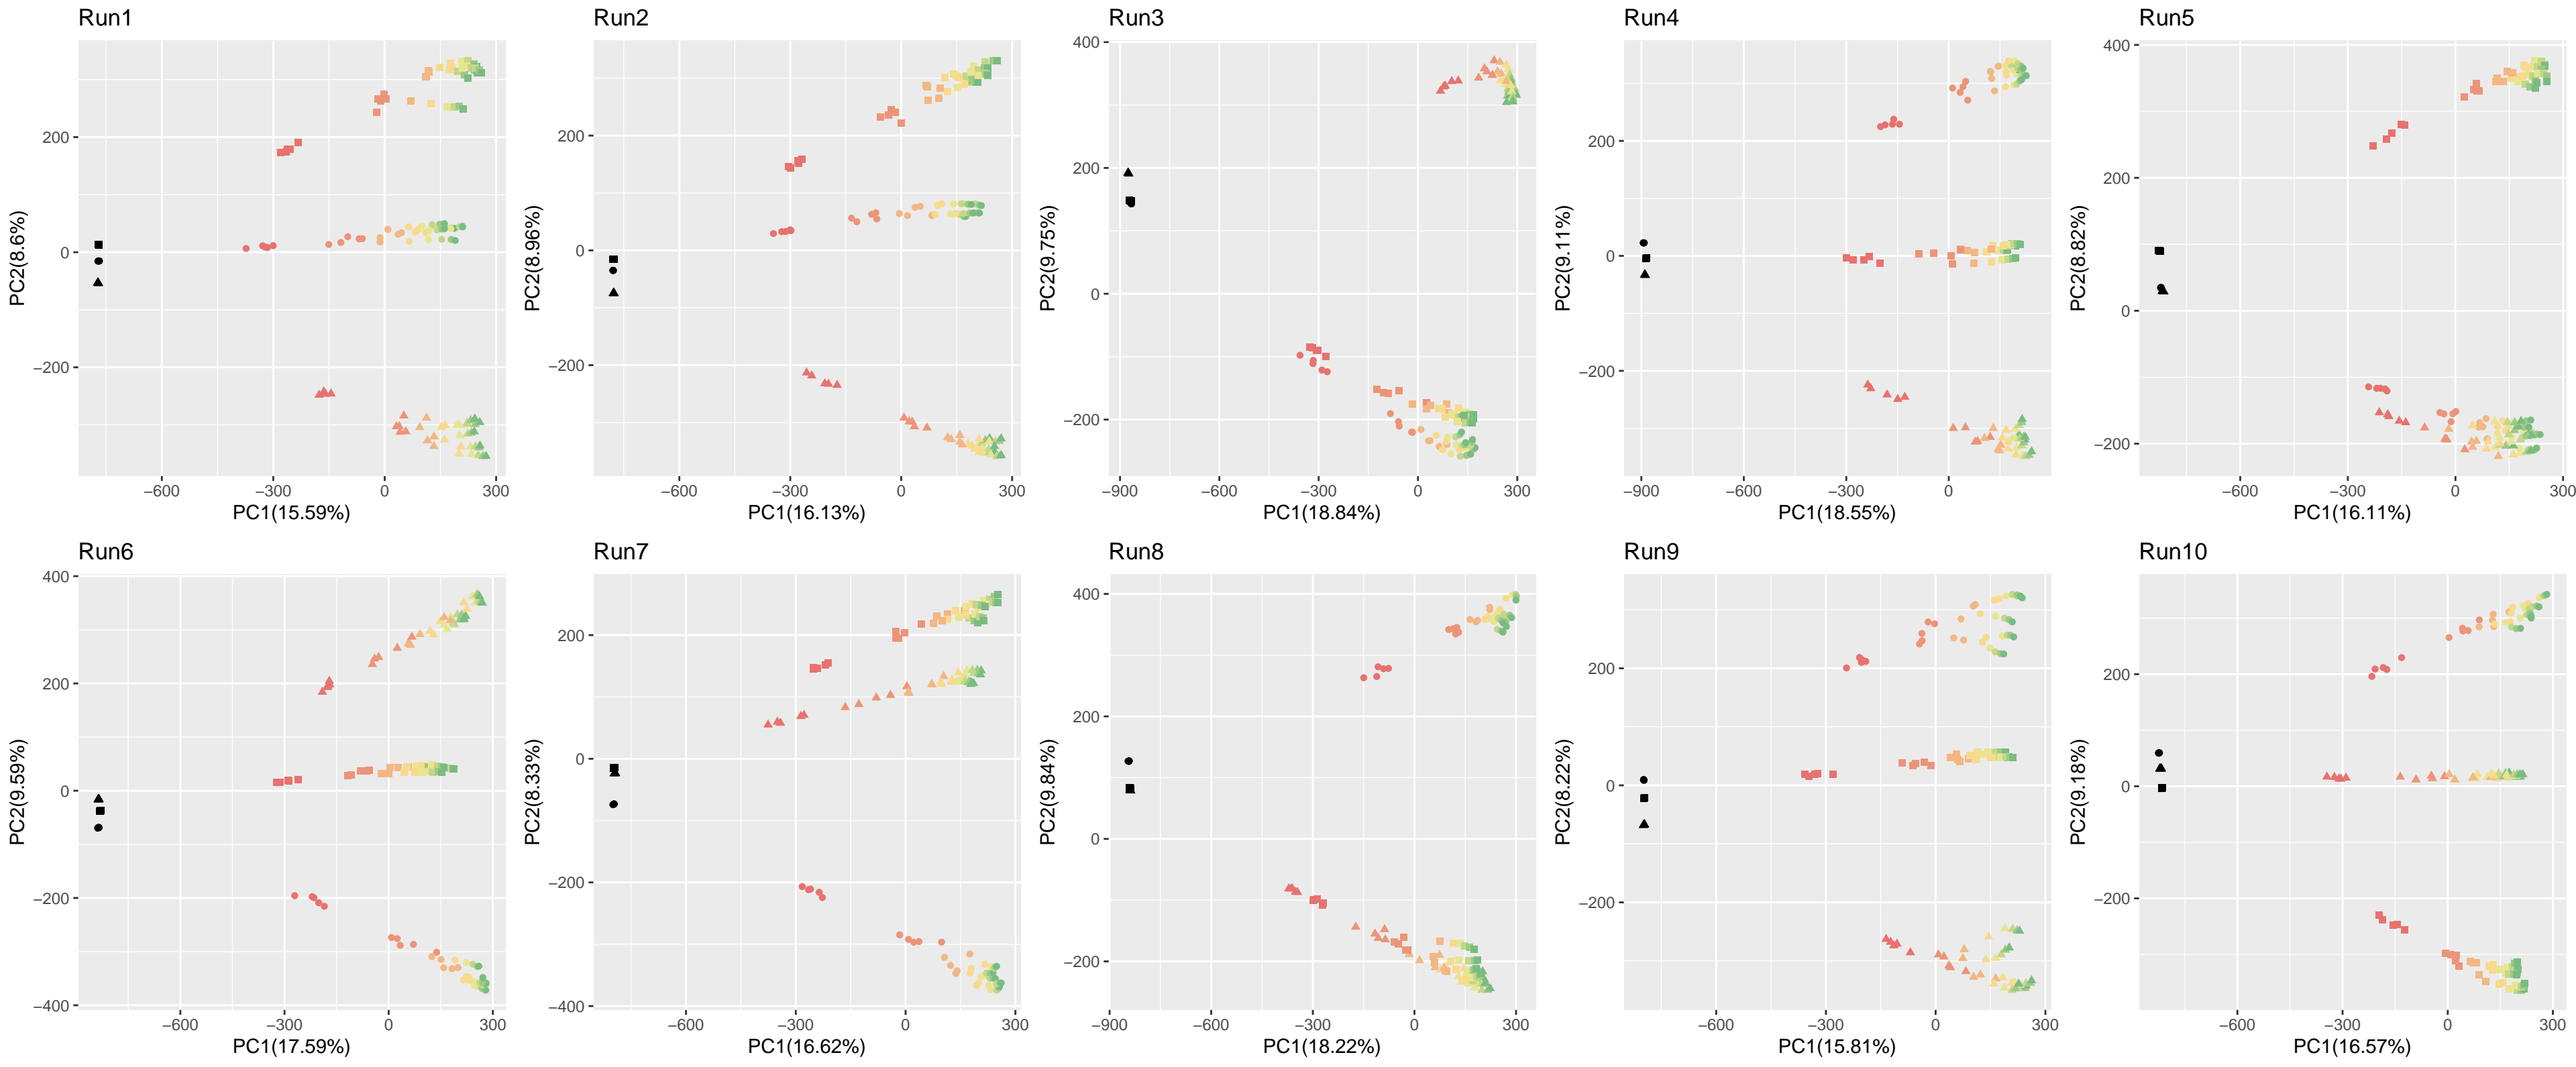 Run1
Run2
Run3
Run4
Run5
200
0
−200
PC2(8.6%)
−600
−300
0
300
PC1(15.59%)
200
0
−200
PC2(8.96%)
−600
−300
0
300
PC1(16.13%)
400
200
0
−200
PC2(9.75%)
−900
−600
−300
0
300
PC1(18.84%)
200
0
−200
PC2(9.11%)
−900
−600
−300
0
PC1(18.55%)
400
200
0
−200
PC2(8.82%)
−600
−300
0
300
PC1(16.11%)
Run6
Run7
Run8
Run9
Run10
400
200
0
−200
−400
PC2(9.59%)
−600
−300
0
300
PC1(17.59%)
200
0
−200
−400
PC2(8.33%)
−600
−300
0
300
PC1(16.62%)
400
200
0
−200
PC2(9.84%)
−900
−600
−300
0
300
PC1(18.22%)
200
0
−200
PC2(8.22%)
−600
−300
0
300
PC1(15.81%)
200
0
−200
PC2(9.18%)
−600
−300
0
300
PC1(16.57%)